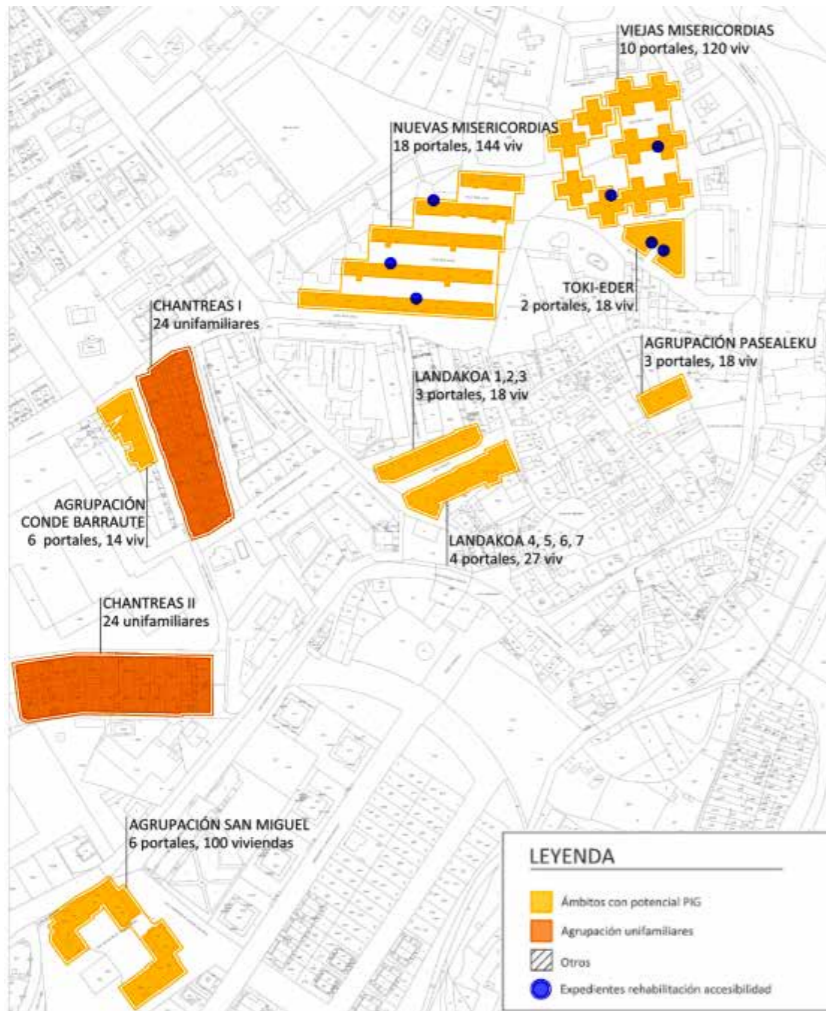 VIEJAS MISERICORDIAS
10 portales, 120 viv
NUEVAS MISERICORDIAS
18 portales, 144 viv
TOKI-EDER
2 portales, 18 viv
CHANTREAS I
24 unifamiliares
AGRUPACIÓN PASEALEKU
3 portales, 18 viv
LANDAKOA 1,2,3
3 portales, 18 viv
AGRUPACIÓN
CONDE BARRAUTE
6 portales, 14 viv
LANDAKOA 4, 5, 6, 7
4 portales, 27 viv
CHANTREAS II
24 unifamiliares
AGRUPACIÓN SAN MIGUEL
6 portales, 100 viviendas
LEYENDA
Ámbitos con potencial PIG
Agrupación unifamiliares
Otros
Expedientes rehabilitación accesibilidad